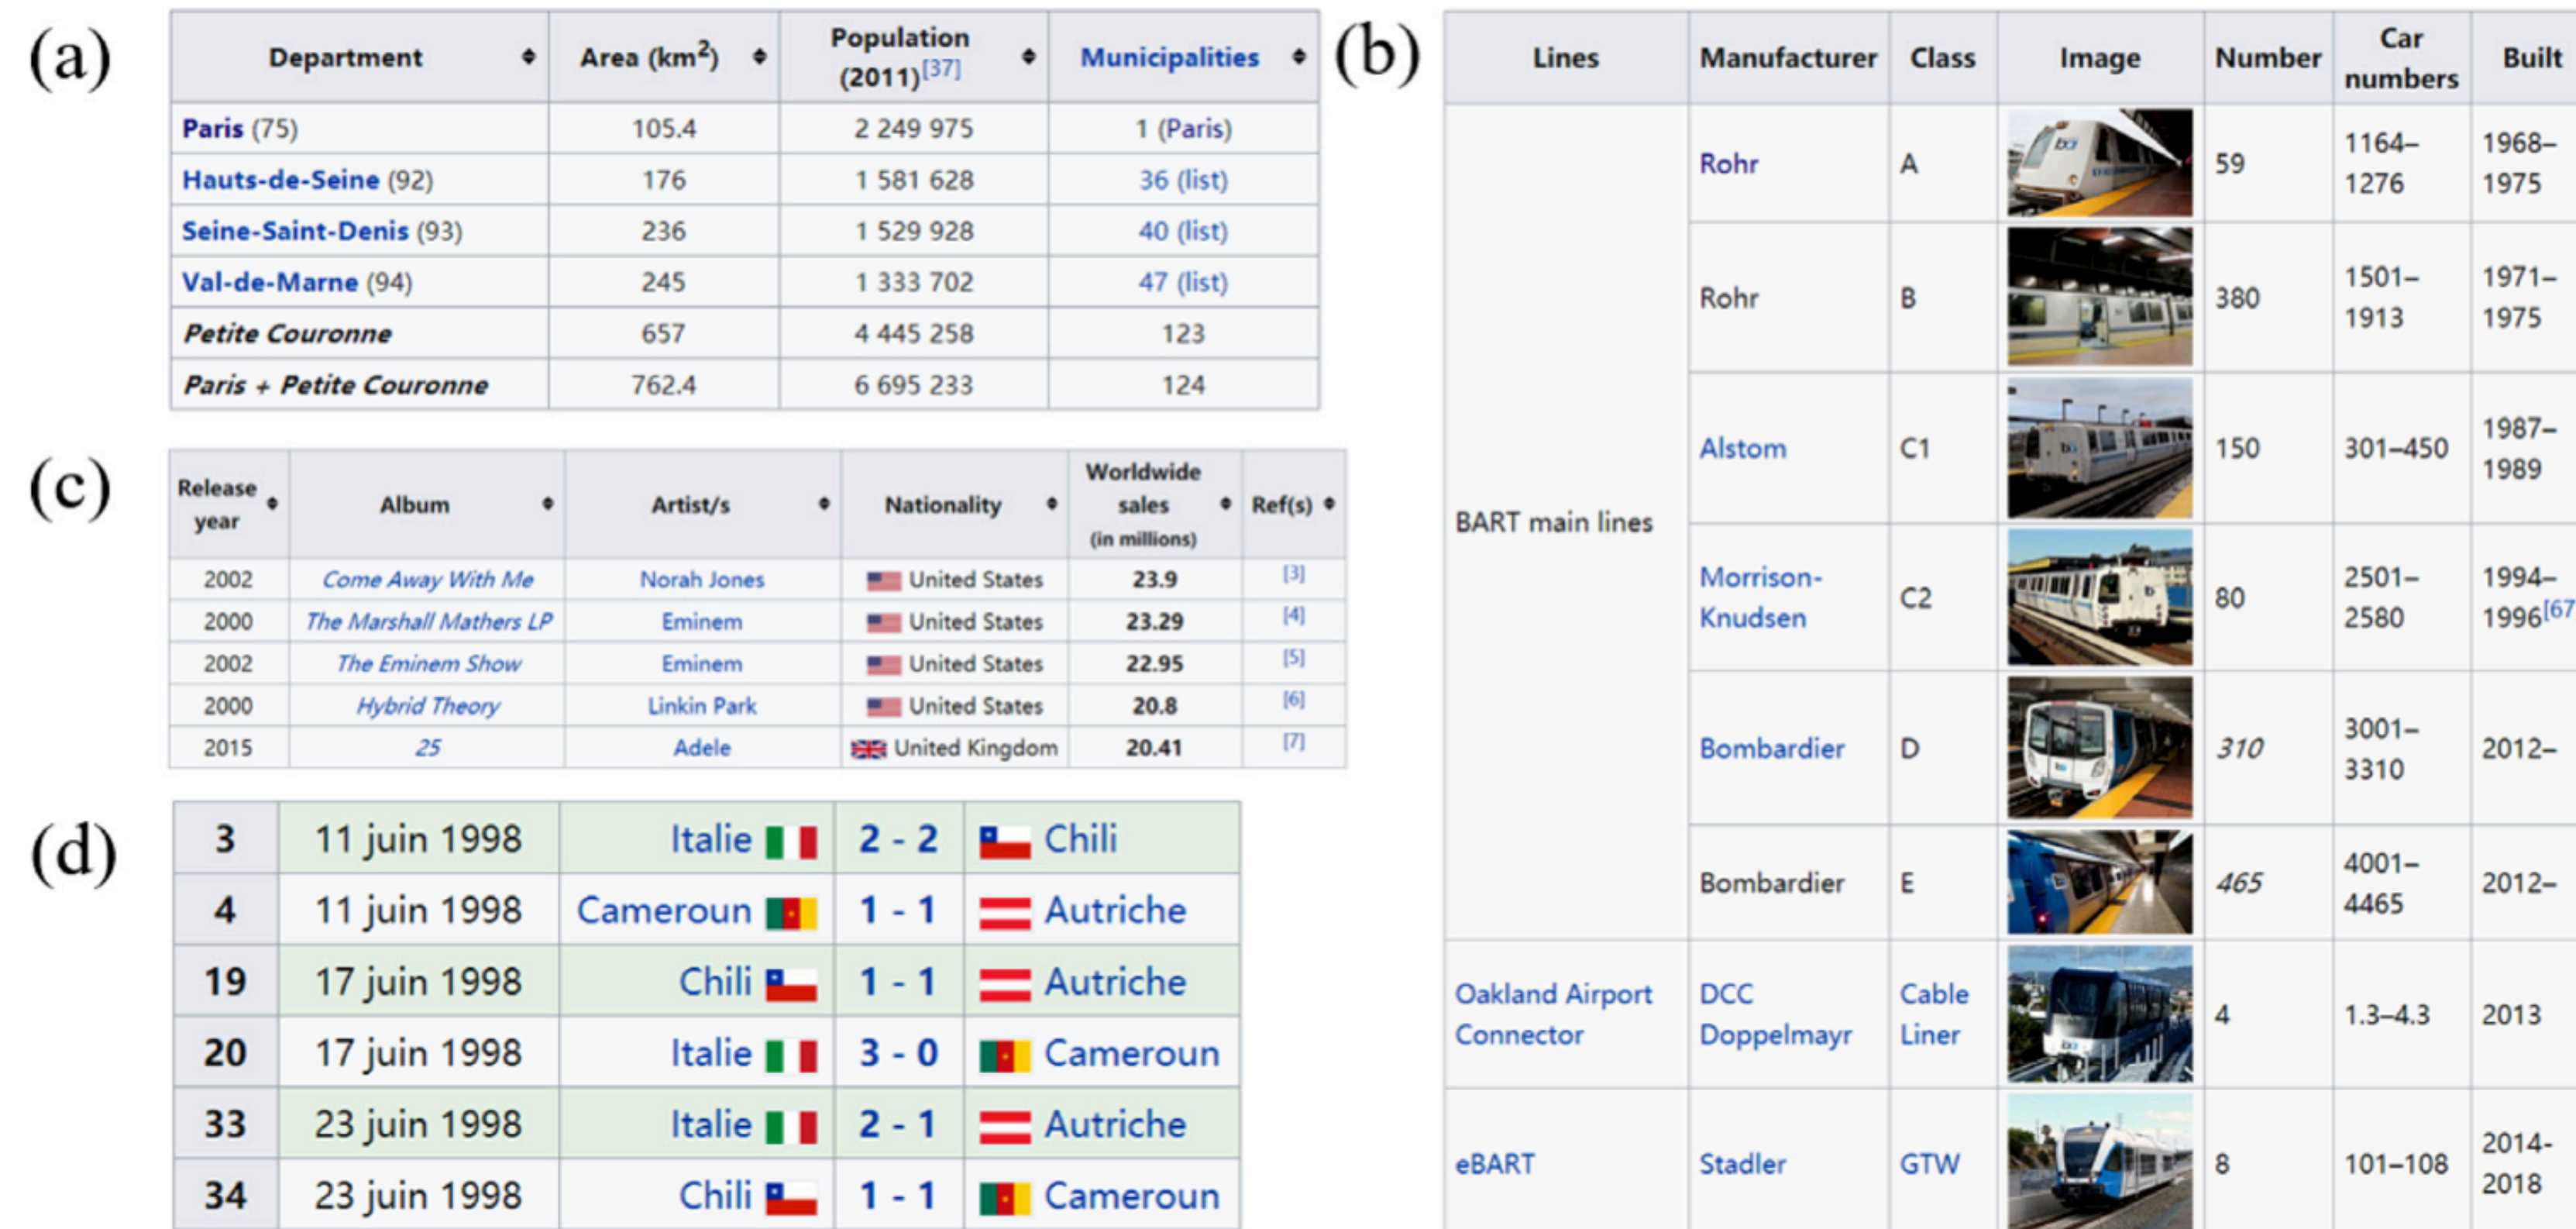 (a)
Department Area (km²) Population (2011)[37] Municipalities
Paris (75) 105.4 2 249 975 1 (Paris)
Hauts-de-Seine (92) 176 1 581 628 36 (list)
Seine-Saint-Denis (93) 236 1 529 928 40 (list)
Val-de-Marne (94) 245 1 333 702 47 (list)
Petite Couronne 657 4 445 258 123
Paris + Petite Couronne 762.4 6 695 233 124
(b)
Lines Manufacturer Class Image Number Car numbers Built
BART main lines
Rohr A 59 1164–1276 1968–1975
Rohr B 380 1501–1913 1971–1975
Alstom C1 150 301–450 1987–1989
Morrison-Knudsen C2 80 2501–2580 1994–1996[67
Bombardier D 310 3001–3310 2012–
Bombardier E 465 4001–4465 2012–
Oakland Airport Connector DCC Doppelmayr Cable Liner 4 1.3–4.3 2013
eBART Stadler GTW 8 101–108 2014-2018
(c)
Release year Album Artist/s Nationality Worldwide sales (in millions) Ref(s)
2002 Come Away With Me Norah Jones United States 23.9 [3]
2000 The Marshall Mathers LP Eminem United States 23.29 [4]
2002 The Eminem Show Eminem United States 22.95 [5]
2000 Hybrid Theory Linkin Park United States 20.8 [6]
2015 25 Adele United Kingdom 20.41 [7]
(d)
3 11 juin 1998 Italie 2 - 2 Chili
4 11 juin 1998 Cameroun 1 - 1 Autriche
19 17 juin 1998 Chili 1 - 1 Autriche
20 17 juin 1998 Italie 3 - 0 Cameroun
33 23 juin 1998 Italie 2 - 1 Autriche
34 23 juin 1998 Chili 1 - 1 Cameroun